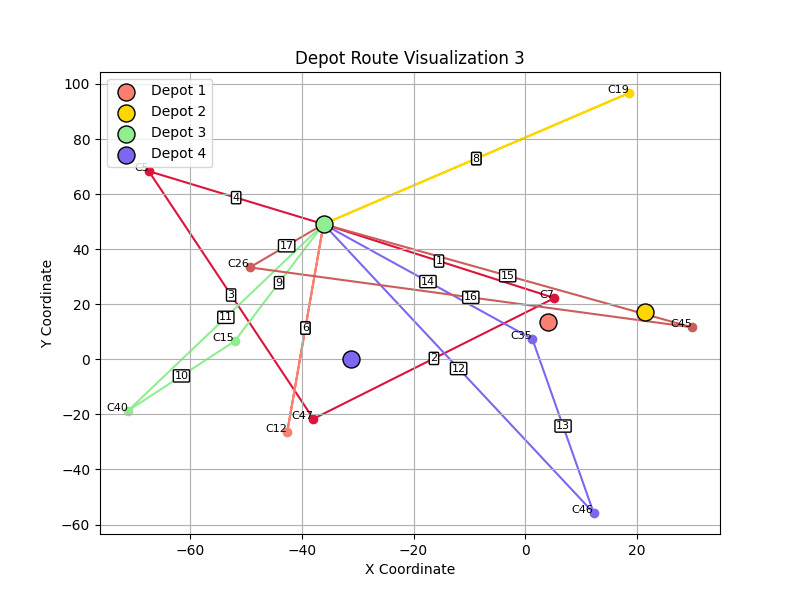 Depot Route Visualization 3
Depot 1
Depot 2
Depot 3
Depot 4
Y Coordinate
100
80
60
40
20
0
−20
−40
−60
−60
−40
−20
0
20
X Coordinate
C19
C26
C7
C45
C35
C15
C40
C47
C12
C46
8
4
17
1
15
9
14
3
16
11
6
2
12
10
13